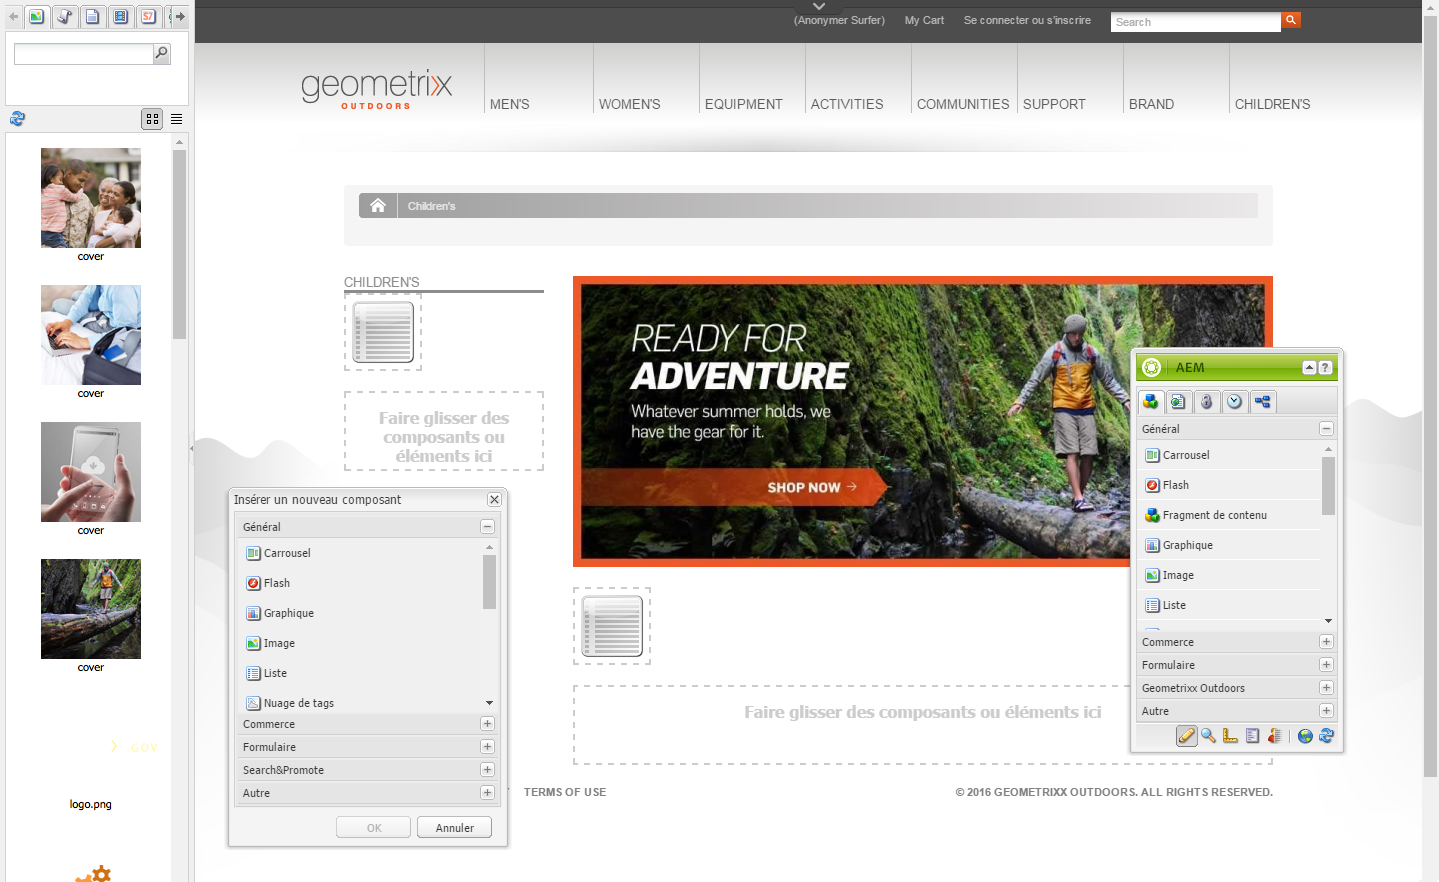 (Anonymer Surfer)
My Cart
Se connecter ou s'inscrire
Search
geometrixx
OUTDOORS
MEN'S
WOMEN'S
EQUIPMENT
ACTIVITIES
COMMUNITIES
SUPPORT
BRAND
CHILDREN'S
S7
cover
cover
cover
cover
GOV
logo.png
Children's
CHILDREN'S
Faire glisser des
composants ou
éléments ici
READY FOR
ADVENTURE
Whatever summer holds, we
have the gear for it.
SHOP NOW
Insérer un nouveau composant
Général
Carrousel
Flash
Graphique
Image
Liste
Nuage de tags
Commerce
Formulaire
Search&Promote
Autre
OK
Annuler
AEM
?
Général
Carrousel
Flash
Fragment de contenu
Graphique
Image
Liste
Commerce
Formulaire
Geometrixx Outdoors
Autre
Faire glisser des composants ou éléments ici
TERMS OF USE
© 2016 GEOMETRIXX OUTDOORS. ALL RIGHTS RESERVED.